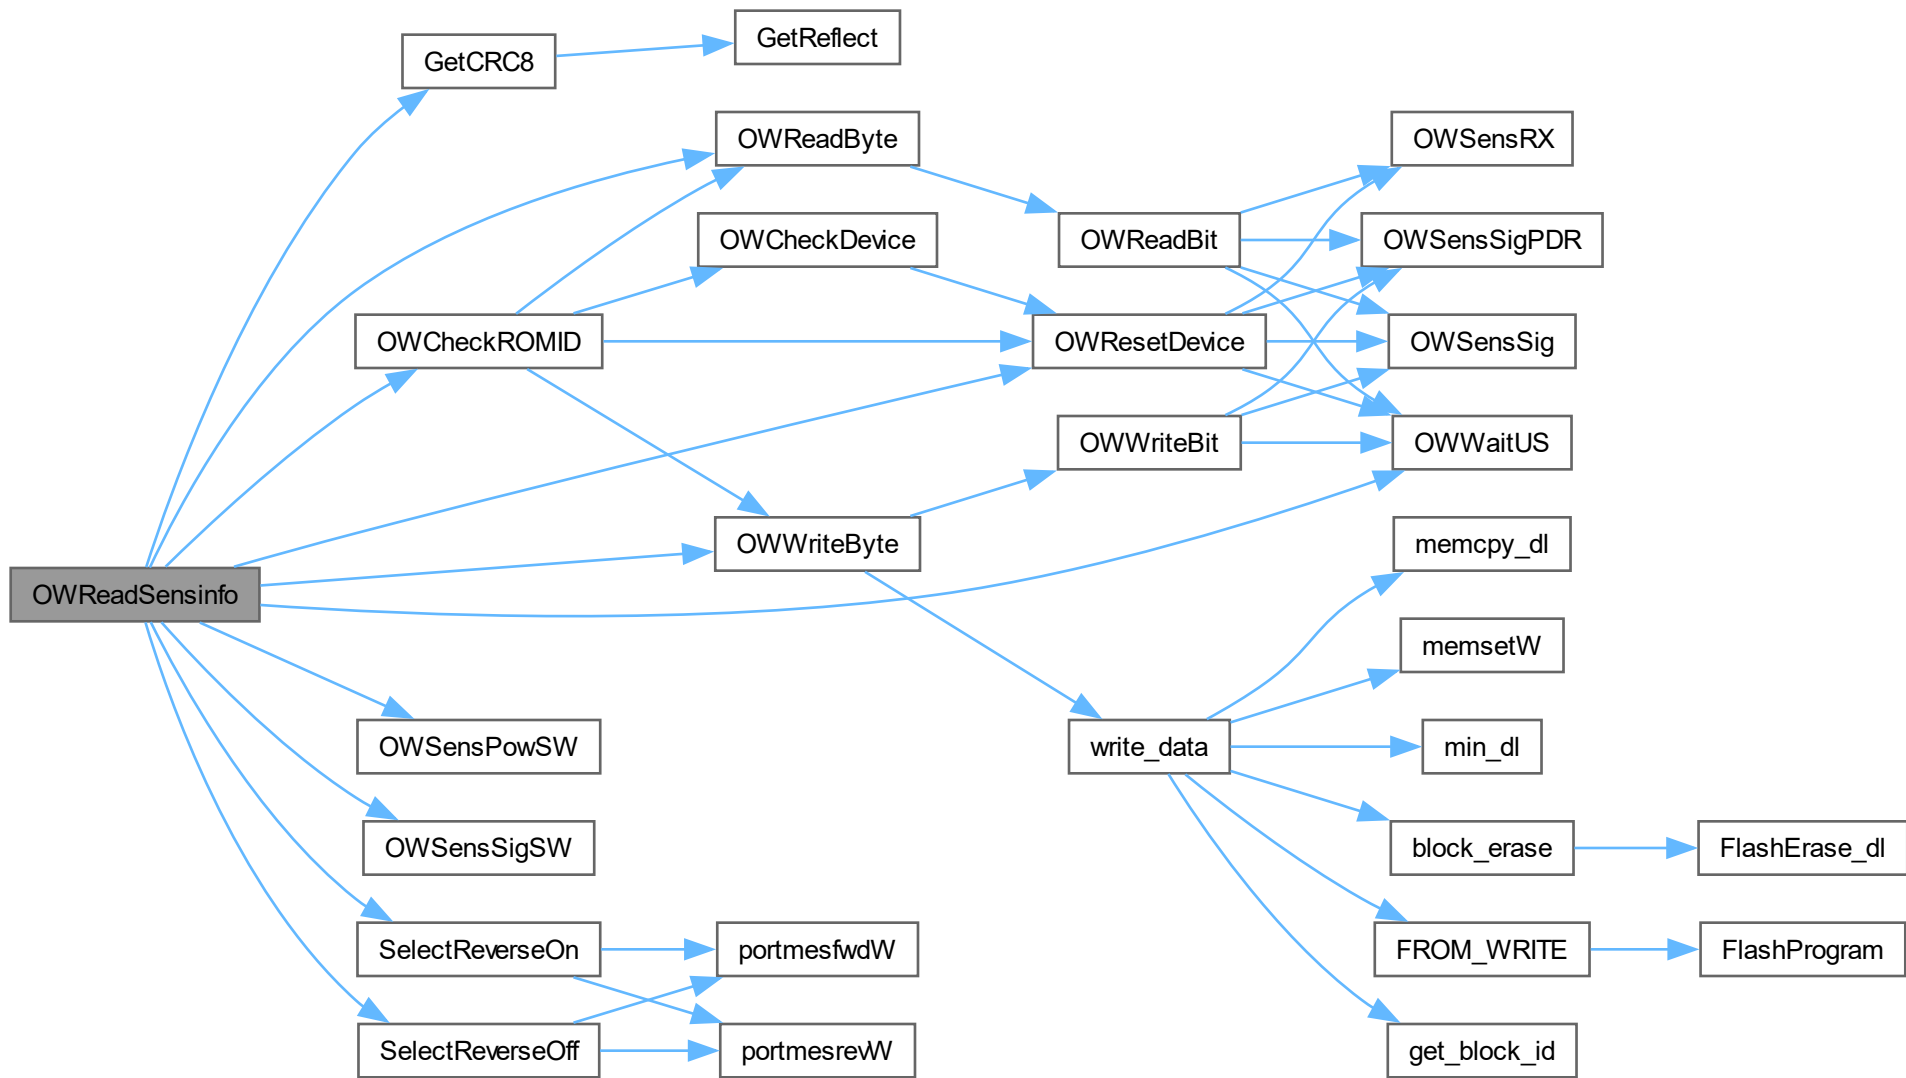 GetReflect
GetCRC8
OWReadByte
OWSensRX
OWCheckDevice
OWReadBit
OWSensSigPDR
OWCheckROMID
OWResetDevice
OWSensSig
OWWriteBit
OWWaitUS
OWWriteByte
memcpy_dl
OWReadSensinfo
memsetW
OWSensPowSW
write_data
min_dl
OWSensSigSW
block_erase
FlashErase_dl
SelectReverseOn
portmesfwdW
FROM_WRITE
FlashProgram
SelectReverseOff
portmesrevW
get_block_id